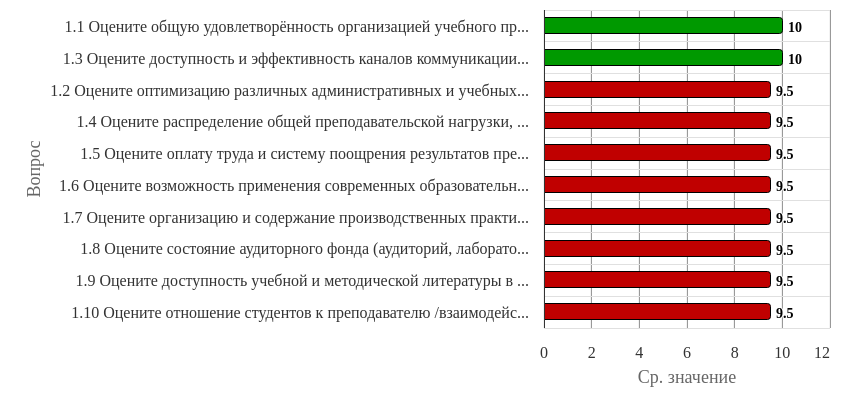 1.1 Оцените общую удовлетворённость организацией учебного пр... 10
1.3 Оцените доступность и эффективность каналов коммуникации... 10
1.2 Оцените оптимизацию различных административных и учебных... 9.5
1.4 Оцените распределение общей преподавательской нагрузки, ... 9.5
1.5 Оцените оплату труда и систему поощрения результатов пре... 9.5
1.6 Оцените возможность применения современных образовательн... 9.5
1.7 Оцените организацию и содержание производственных практи... 9.5
1.8 Оцените состояние аудиторного фонда (аудиторий, лаборато... 9.5
1.9 Оцените доступность учебной и методической литературы в ... 9.5
1.10 Оцените отношение студентов к преподавателю /взаимодейс... 9.5
Вопрос
0 2 4 6 8 10 12
Ср. значение